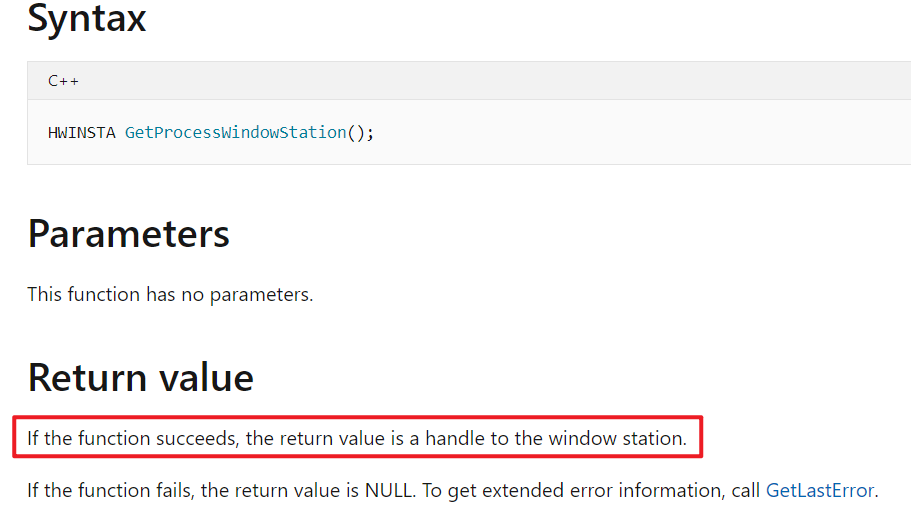 Syntax
C++
HWINSTA GetProcessWindowStation();
Parameters
This function has no parameters.
Return value
If the function succeeds, the return value is a handle to the window station.
If the function fails, the return value is NULL. To get extended error information, call GetLastError.